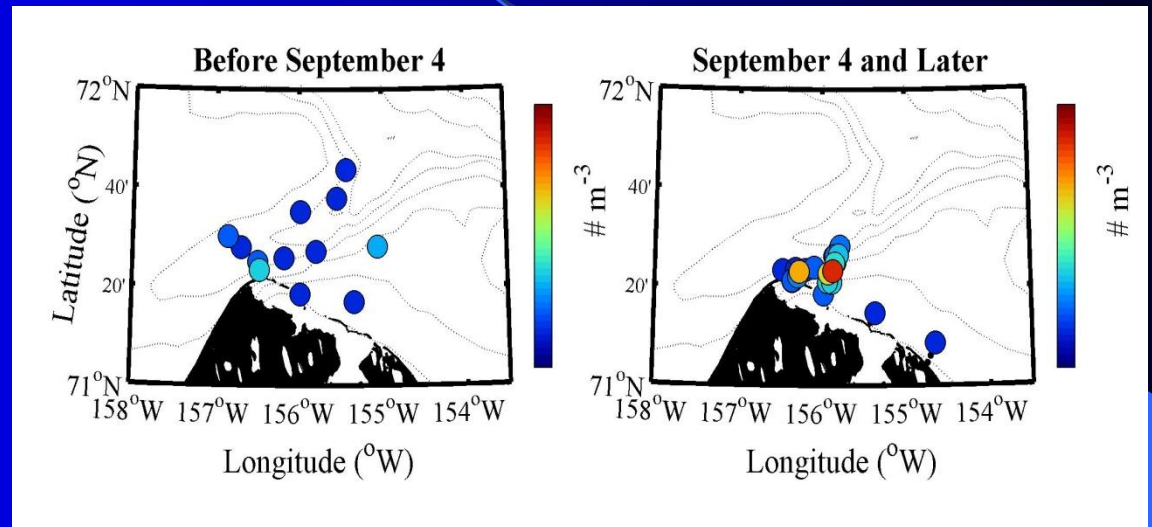 Before September 4
72°N
40'
20'
71°N
158°W 157°W 156°W 155°W 154°W
Latitude (°N)
Longitude (°W)
# m⁻³
September 4 and Later
72°N
40'
20'
71°N
158°W 157°W 156°W 155°W 154°W
Longitude (°W)
# m⁻³